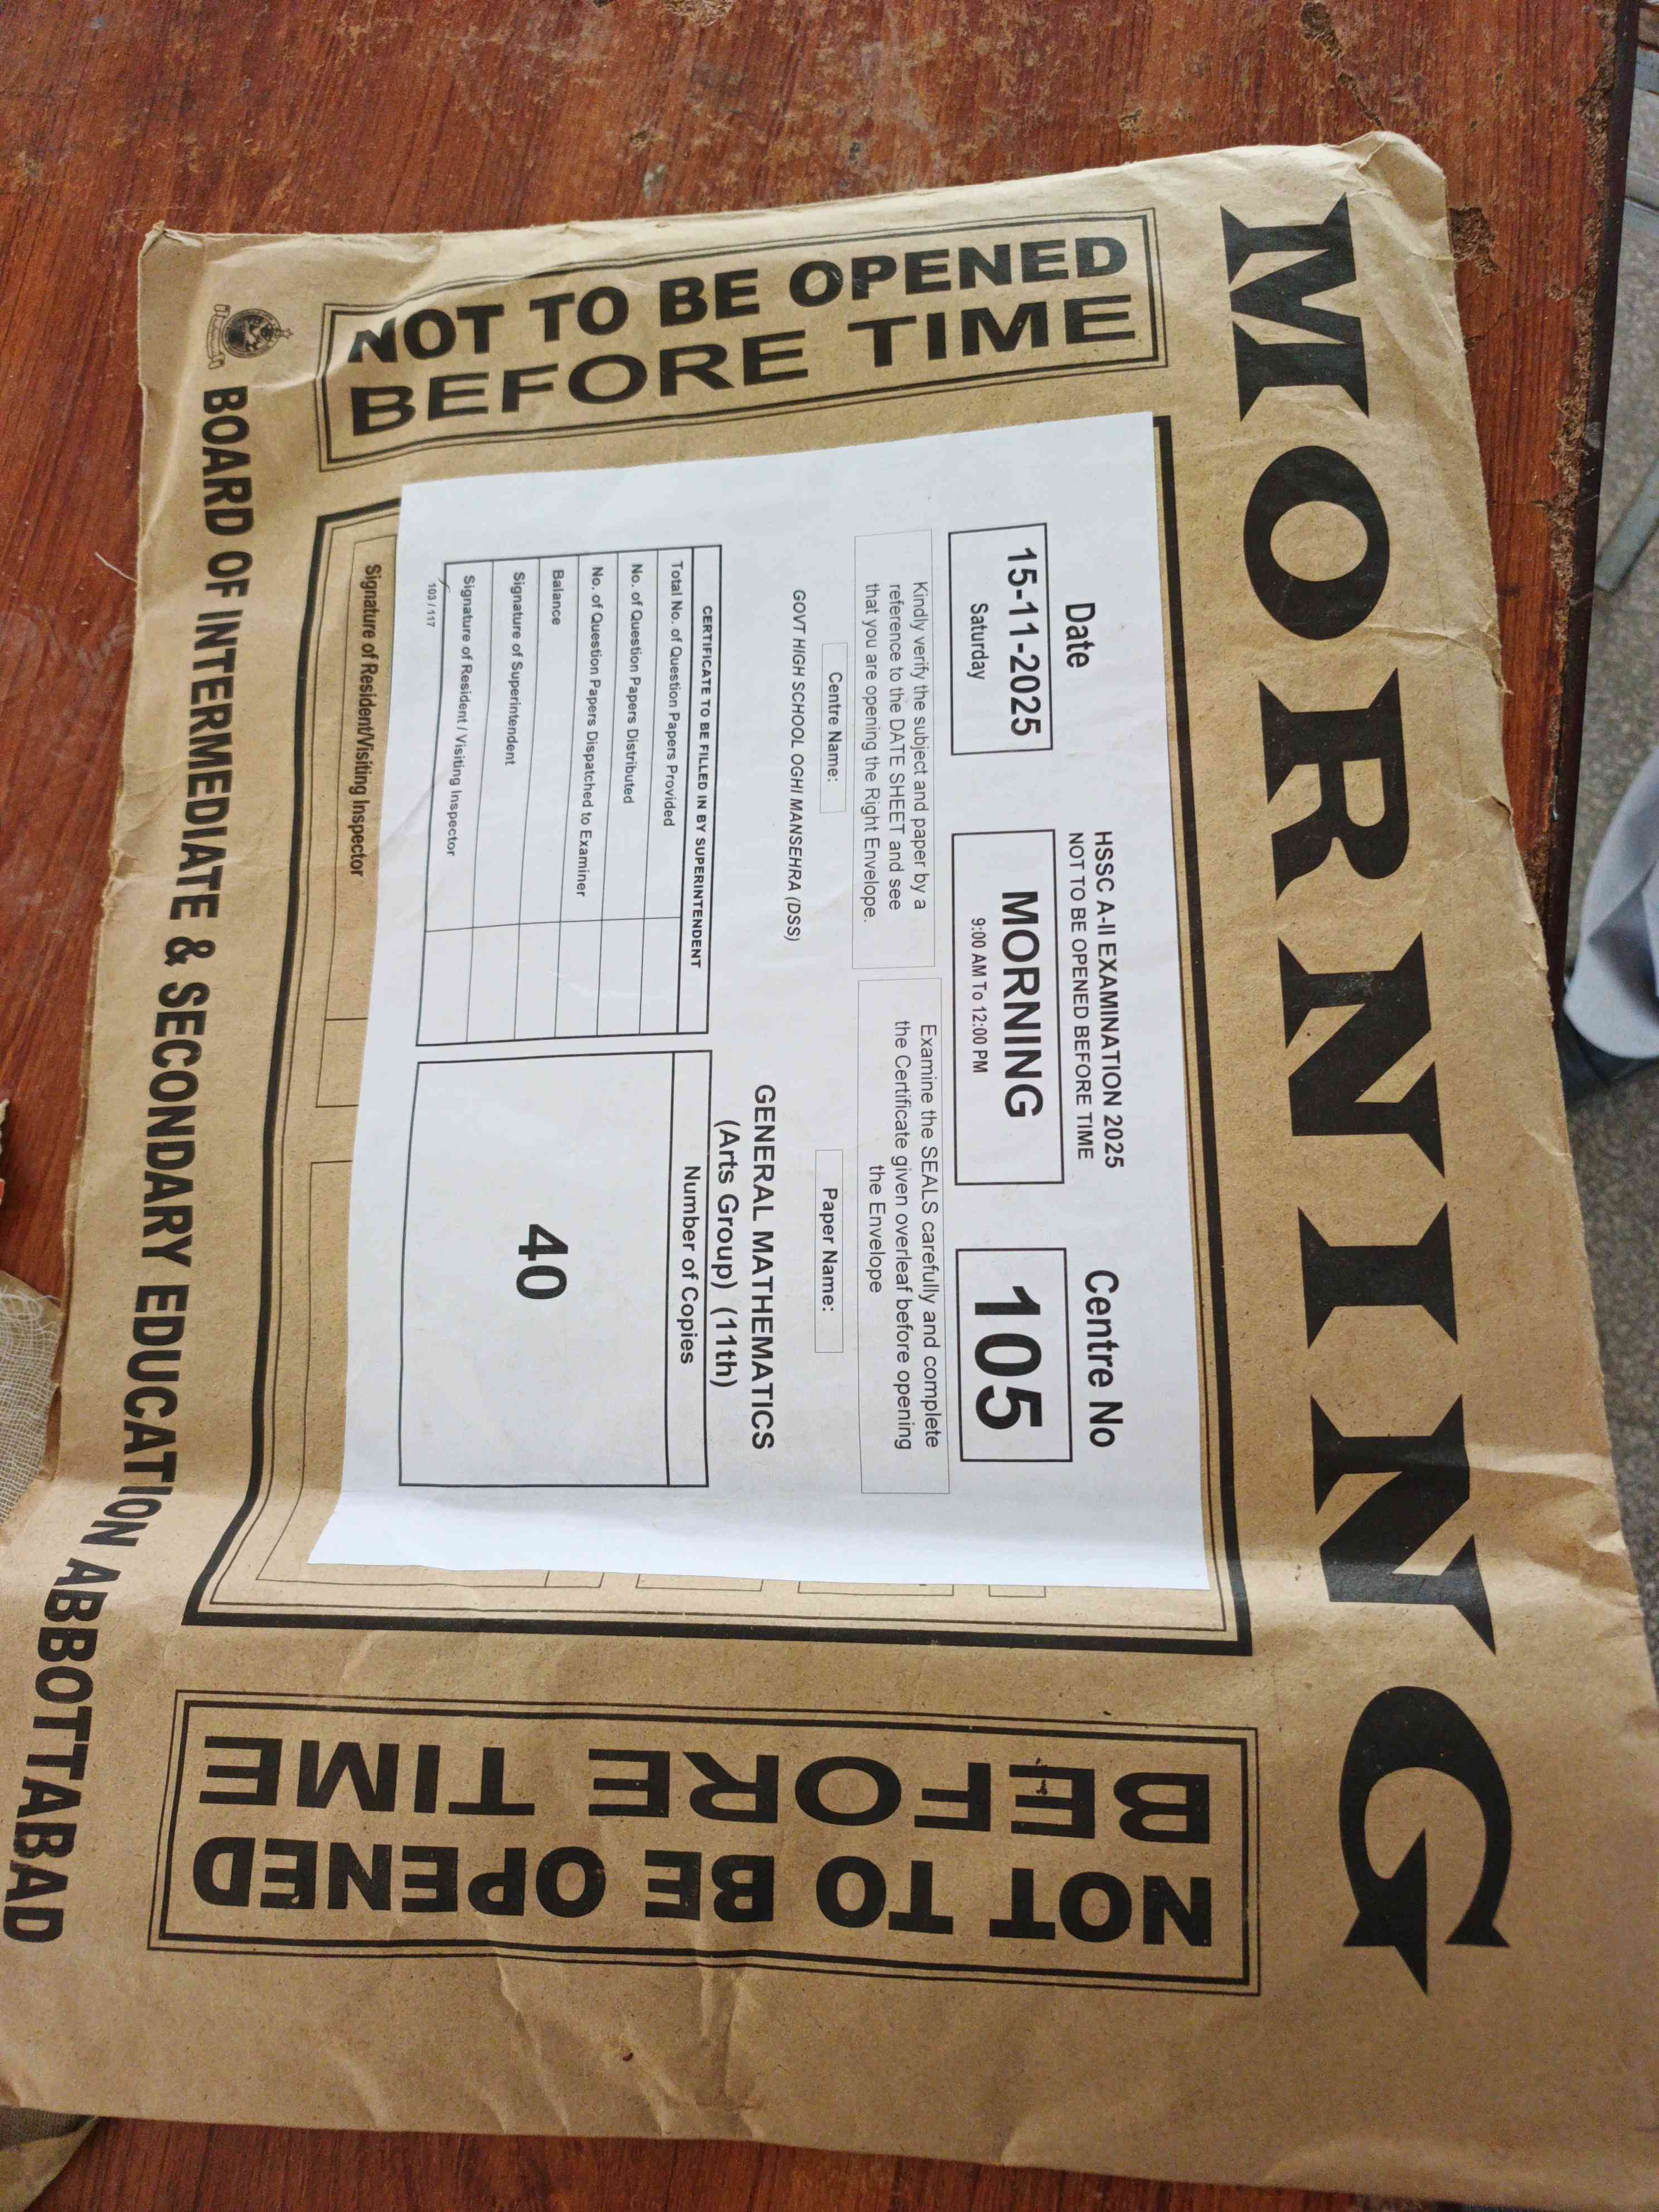 MORNING
NOT TO BE OPENED
BEFORE TIME
Date
15-11-2025
Saturday
HSSC A-II EXAMINATION 2025
NOT TO BE OPENED BEFORE TIME
MORNING
9:00 AM To 12:00 PM
Centre No
105
Kindly verify the subject and paper by a
reference to the DATE SHEET and see
that you are opening the Right Envelope.
Examine the SEALS carefully and complete
the Certificate given overleaf before opening
the Envelope
Centre Name:
GOVT HIGH SCHOOL OGHI MANSEHRA (DSS)
Paper Name:
GENERAL MATHEMATICS
(Arts Group) (11th)
CERTIFICATE TO BE FILLED IN BY SUPERINTENDENT
Total No. of Question Papers Provided
No. of Question Papers Distributed
No. of Question Papers Dispatched to Examiner
Balance
Signature of Superintendent
Signature of Resident / Visiting Inspector
103 / 117
Number of Copies
40
Signature of Resident/Visiting Inspector
NOT TO BE OPENED
BEFORE TIME
BOARD OF INTERMEDIATE & SECONDARY EDUCATION ABBOTTABAD